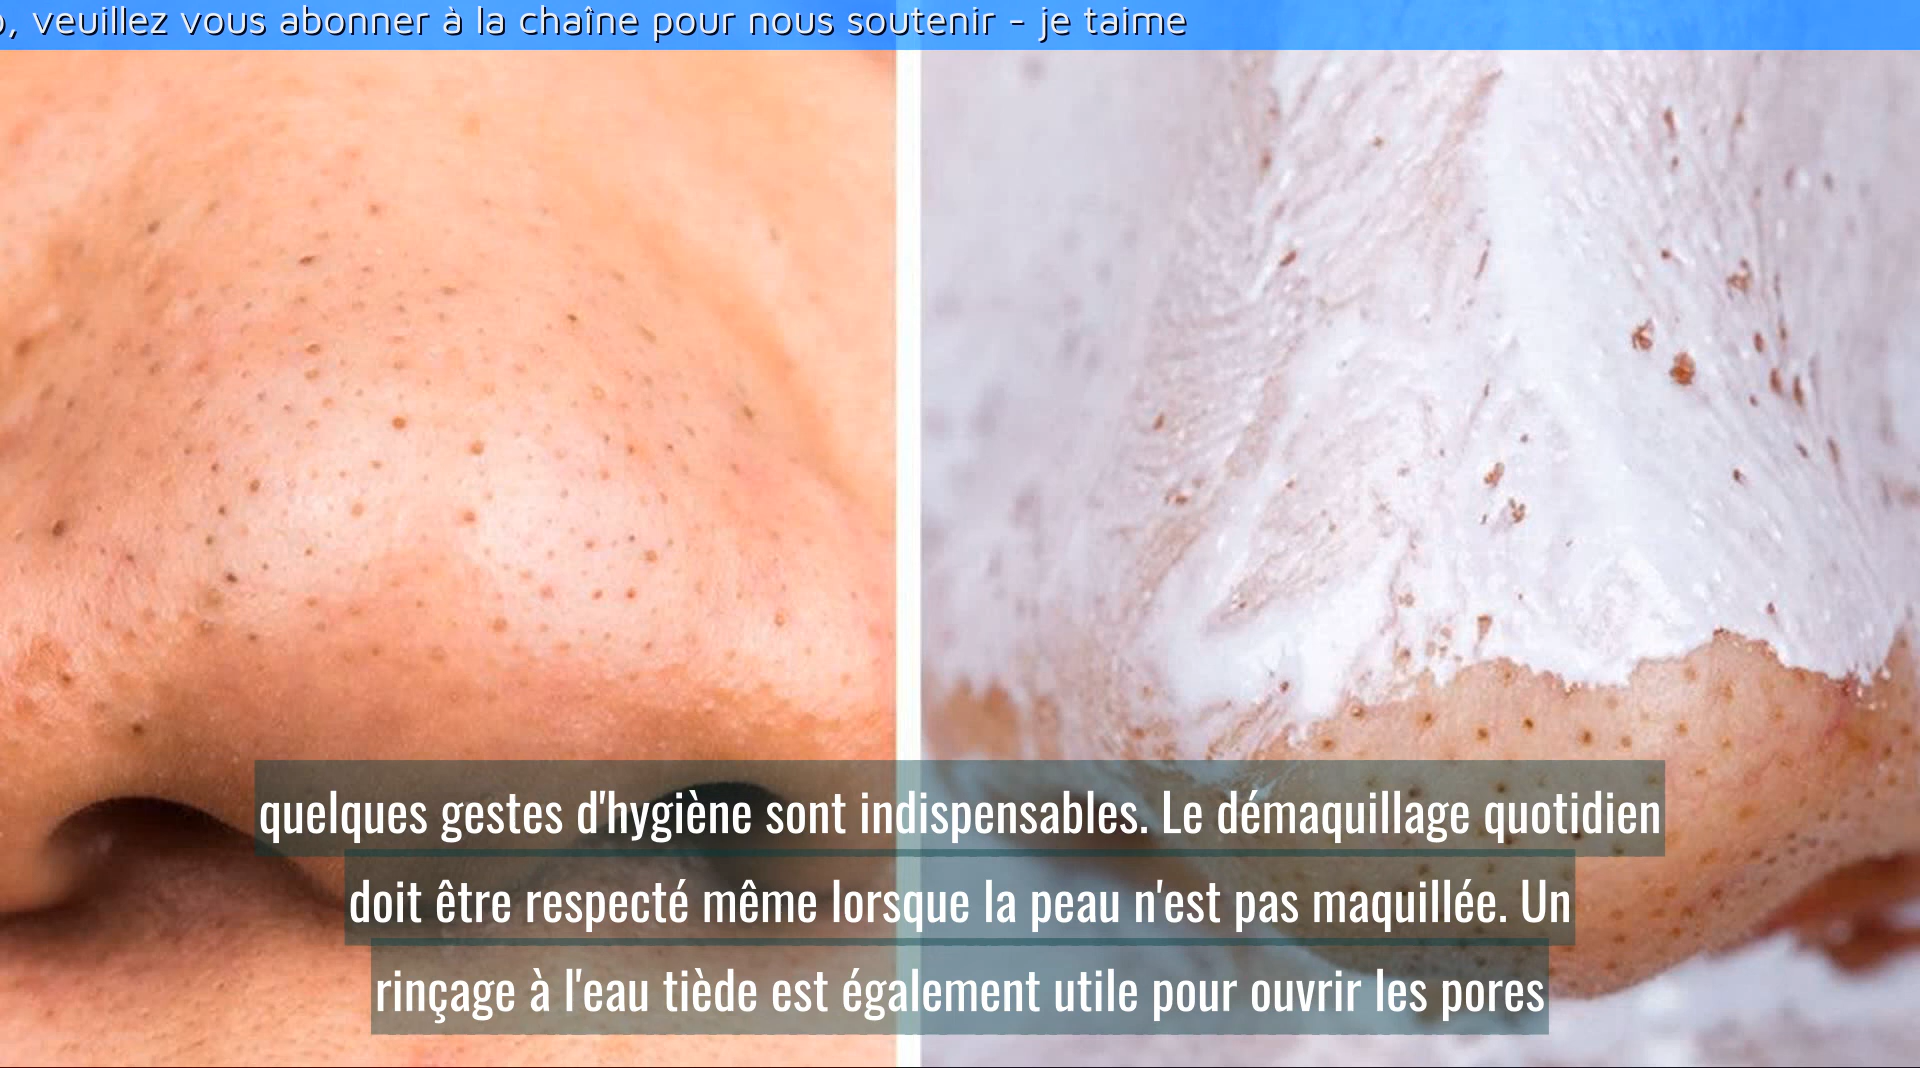 , veuillez vous abonner à la chaîne pour nous soutenir - je taime
quelques gestes d'hygiène sont indispensables. Le démaquillage quotidien
doit être respecté même lorsque la peau n'est pas maquillée. Un
rinçage à l'eau tiède est également utile pour ouvrir les pores